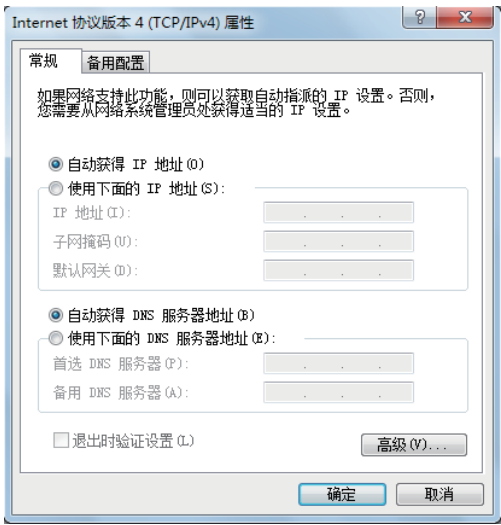 Internet 协议版本 4 (TCP/IPv4) 属性
常规 备用配置
如果网络支持此功能，则可以获取自动指派的 IP 设置。否则，
您需要从网络系统管理员处获得适当的 IP 设置。
自动获得 IP 地址(O)
使用下面的 IP 地址(S):
IP 地址(I):
子网掩码(U):
默认网关(D):
自动获得 DNS 服务器地址(B)
使用下面的 DNS 服务器地址(E):
首选 DNS 服务器(P):
备用 DNS 服务器(A):
退出时验证设置(L)
高级(V)...
确定 取消